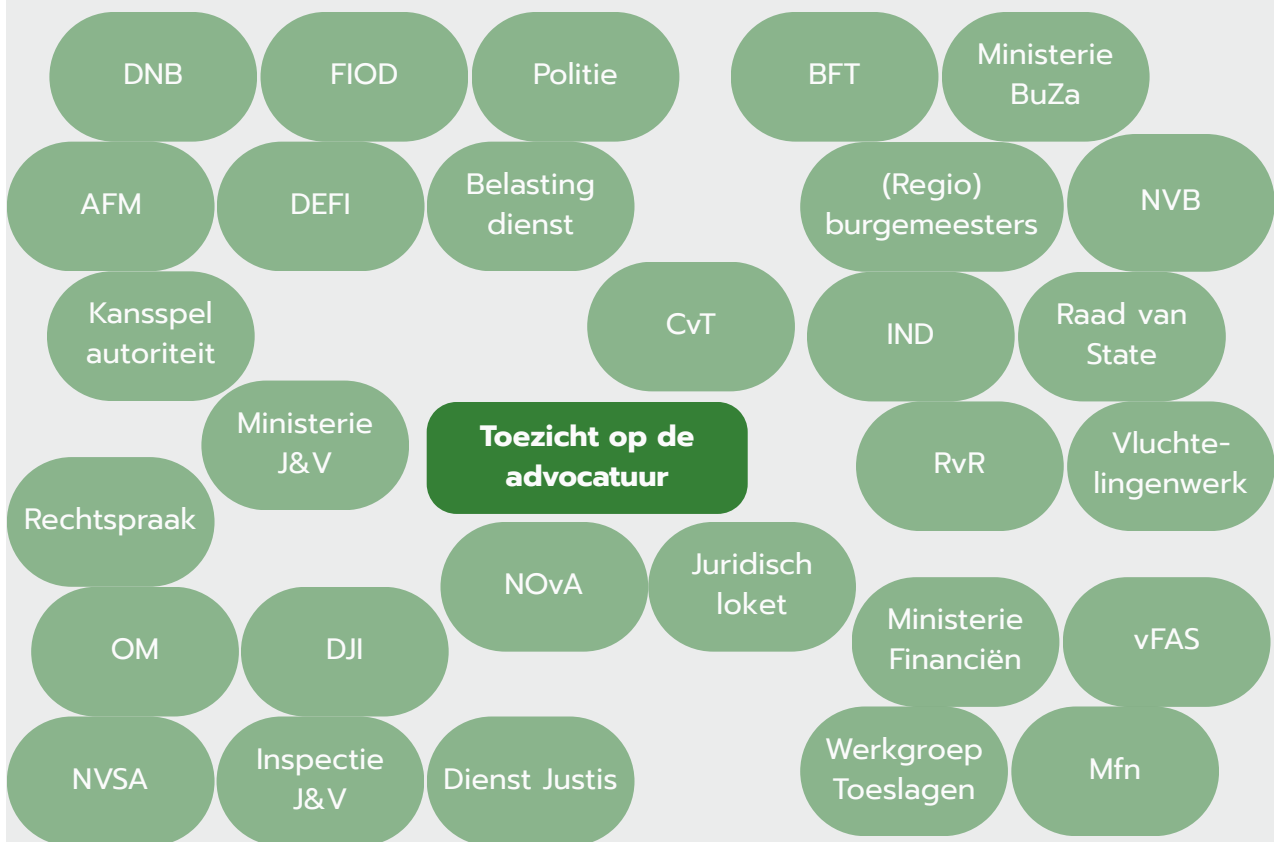 DNB
FIOD
Politie
BFT
Ministerie
BuZa
AFM
DEFI
Belasting
dienst
(Regio)
burgemeesters
NVB
Kansspel
autoriteit
CvT
IND
Raad van
State
Ministerie
J&V
Toezicht op de
advocatuur
RvR
Vluchte-
lingenwerk
Rechtspraak
NOvA
Juridisch
loket
OM
DJI
Ministerie
Financiën
vFAS
NVSA
Inspectie
J&V
Dienst Justis
Werkgroep
Toeslagen
Mfn